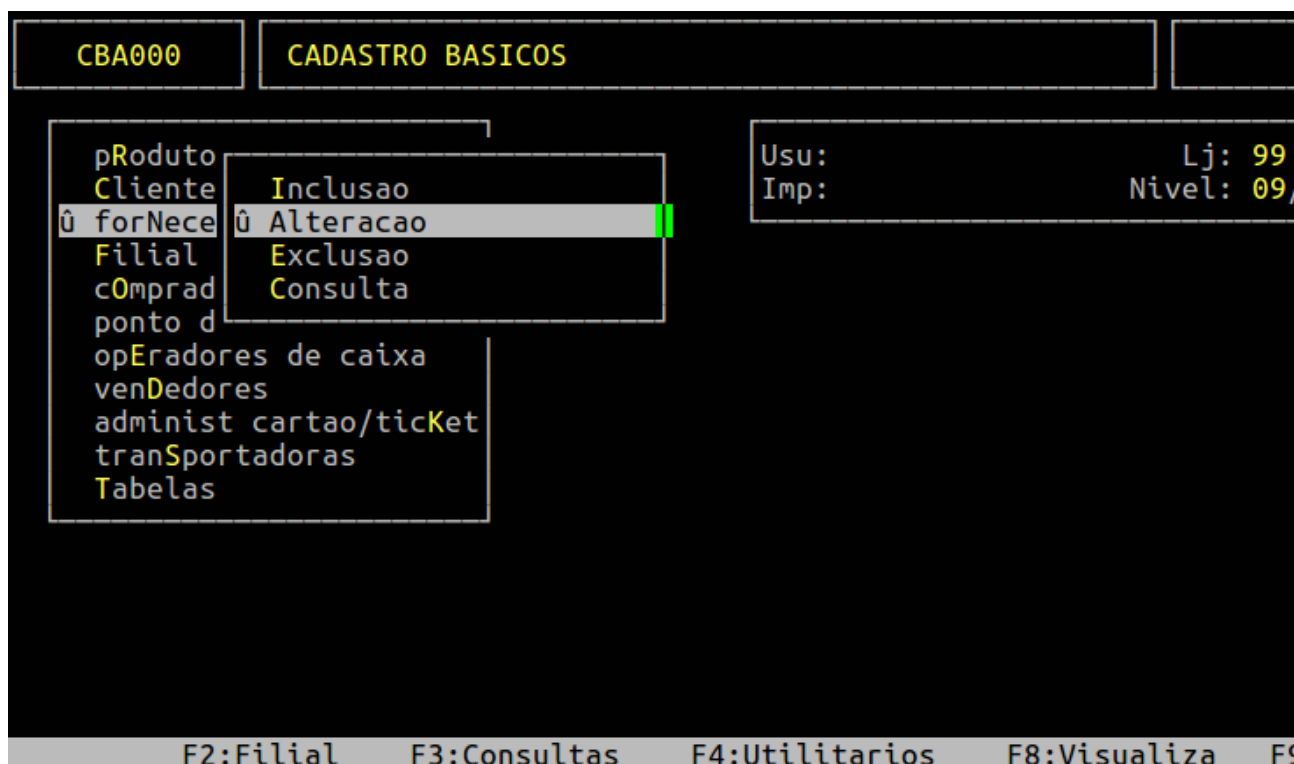 CBA000 CADASTRO BASICOS
pRoduto
Cliente
û forNece
Filial
cOmprad
ponto d
opEradores de caixa
venDedores
administ cartao/ticKet
tranSportadoras
Tabelas
Inclusao
û Alteracao
Exclusao
Consulta
Usu: Lj: 99
Imp: Nivel: 09/
F2:Filial F3:Consultas F4:Utilitarios F8:Visualiza F9